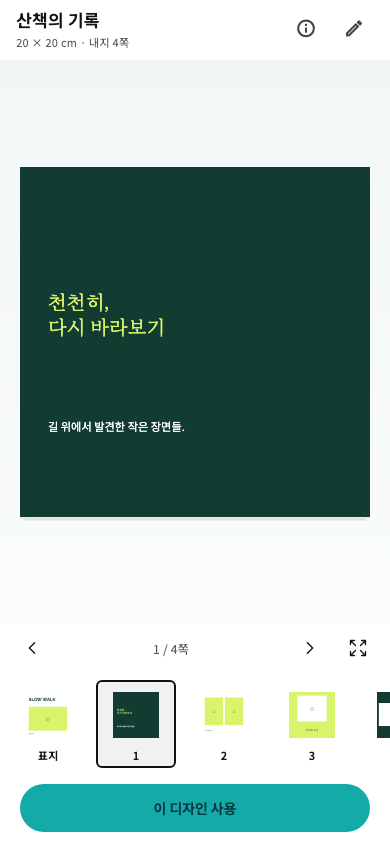 산책의 기록
20 × 20 cm · 내지 4쪽
천천히,
다시 바라보기
길 위에서 발견한 작은 장면들.
1 / 4쪽
SLOW WALK
표지
1
2
3
이 디자인 사용